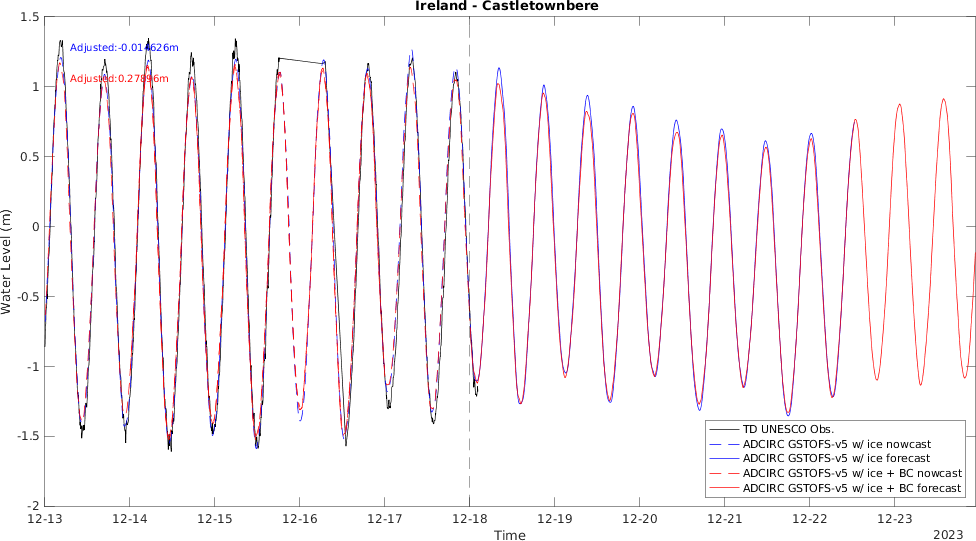 Ireland - Castletownbere
1.5
1
0.5
0
-0.5
-1
-1.5
-2
Water Level (m)
Adjusted:-0.014626m
Adjusted:0.27896m
TD UNESCO Obs.
ADCIRC GSTOFS-v5 w/ ice nowcast
ADCIRC GSTOFS-v5 w/ ice forecast
ADCIRC GSTOFS-v5 w/ ice + BC nowcast
ADCIRC GSTOFS-v5 w/ ice + BC forecast
12-13 12-14 12-15 12-16 12-17 12-18 12-19 12-20 12-21 12-22 12-23
Time
2023